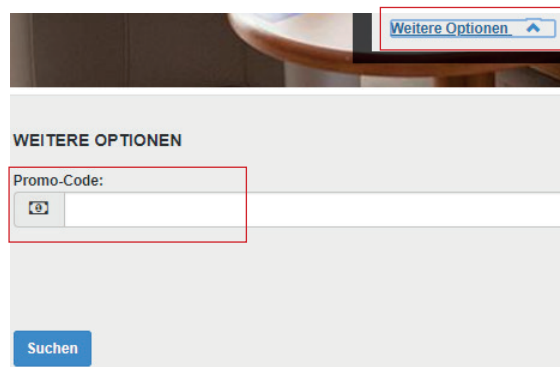 Weitere Optionen
WEITERE OPTIONEN
Promo-Code:
Suchen